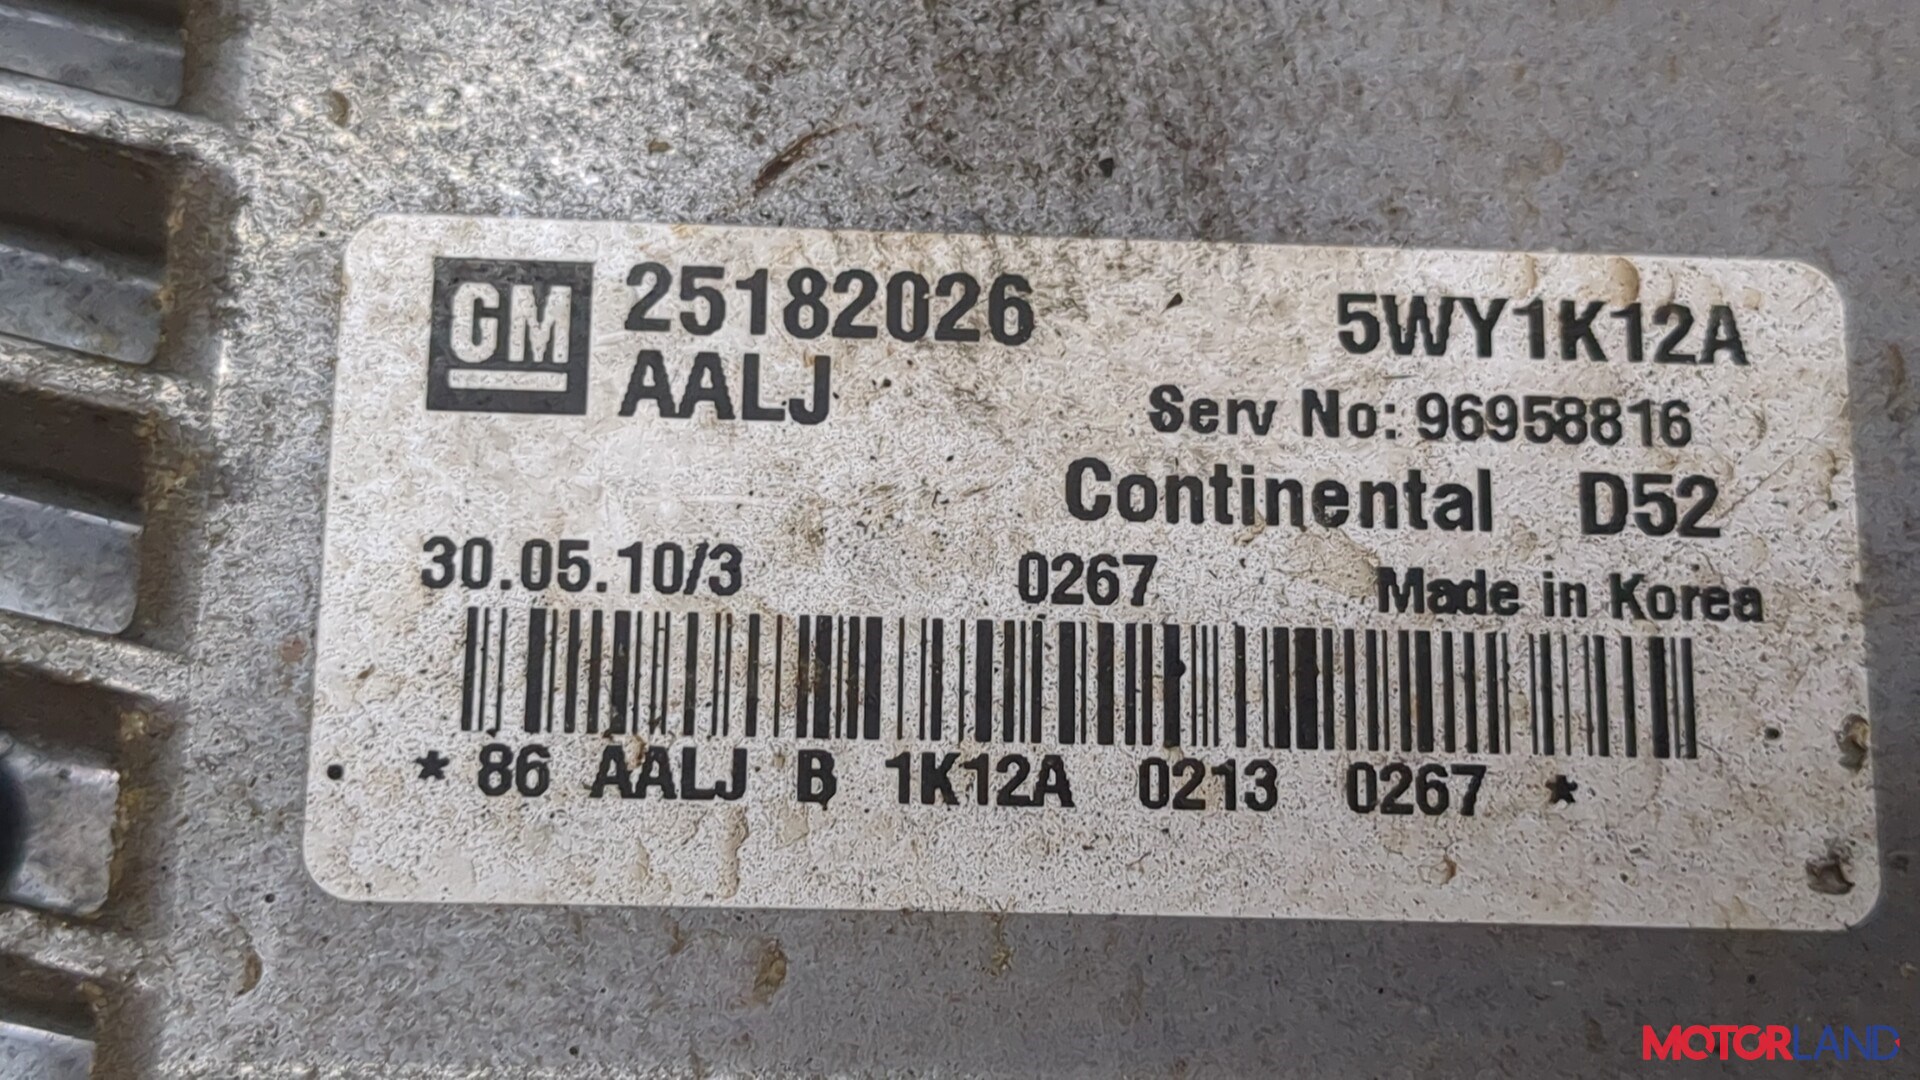 GM 25182026 5WY1K12A
AALJ Serv No: 96958816
Continental D52
30.05.10/3 0267 Made in Korea
* 86 AALJ B 1K12A 0213 0267 *
MOTORLAND